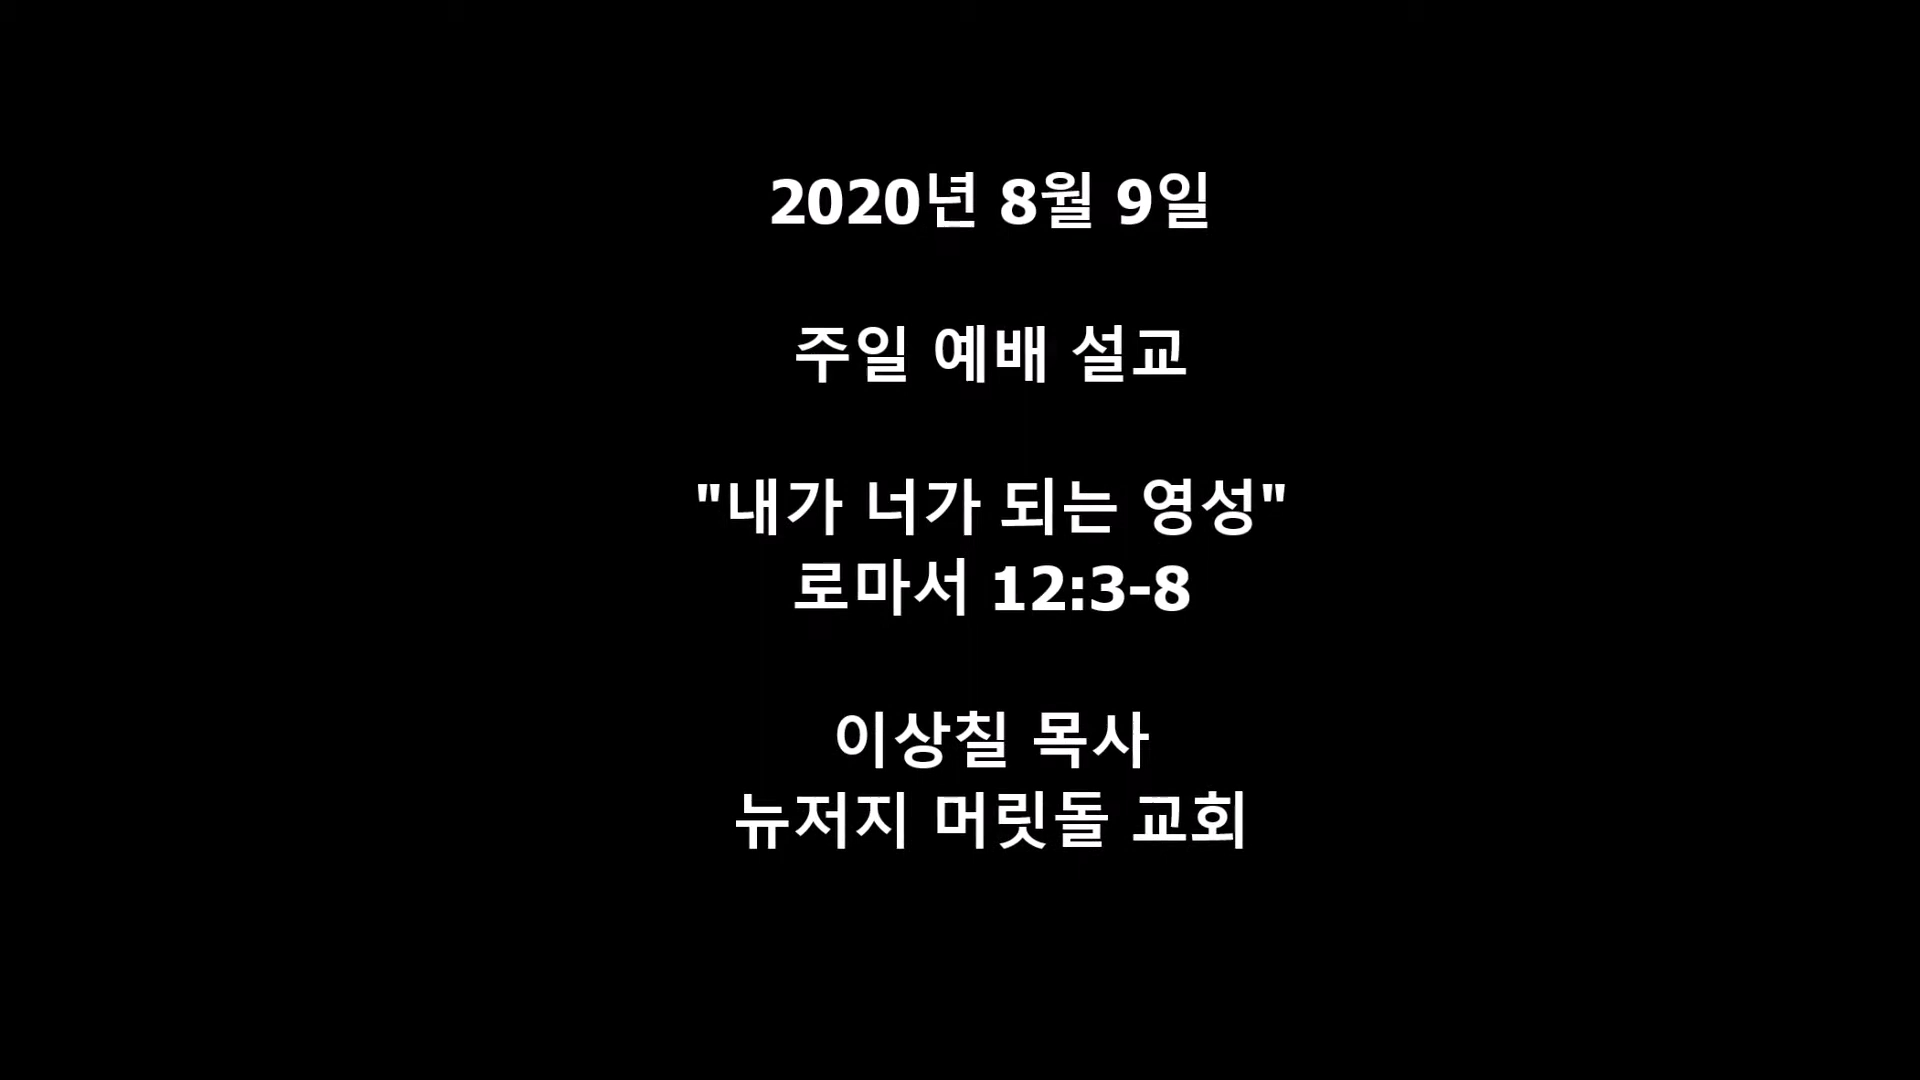 2020년 8월 9일
주일 예배 설교
"내가 너가 되는 영성"
로마서 12:3-8
이상칠 목사
뉴저지 머릿돌 교회